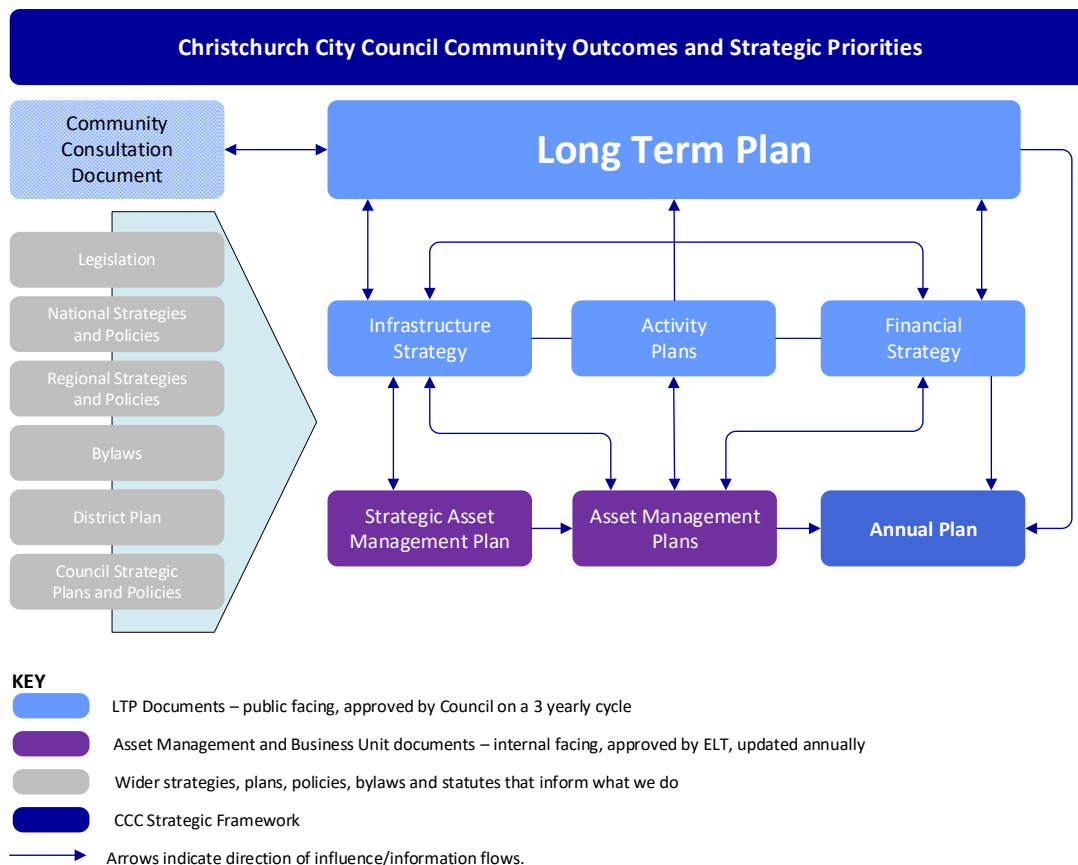 Christchurch City Council Community Outcomes and Strategic Priorities
Community
Consultation
Document
Long Term Plan
Legislation
National Strategies
and Policies
Regional Strategies
and Policies
Bylaws
District Plan
Council Strategic
Plans and Policies
Infrastructure
Strategy
Activity
Plans
Financial
Strategy
Strategic Asset
Management Plan
Asset Management
Plans
Annual Plan
KEY
LTP Documents – public facing, approved by Council on a 3 yearly cycle
Asset Management and Business Unit documents – internal facing, approved by ELT, updated annually
Wider strategies, plans, policies, bylaws and statutes that inform what we do
CCC Strategic Framework
Arrows indicate direction of influence/information flows.